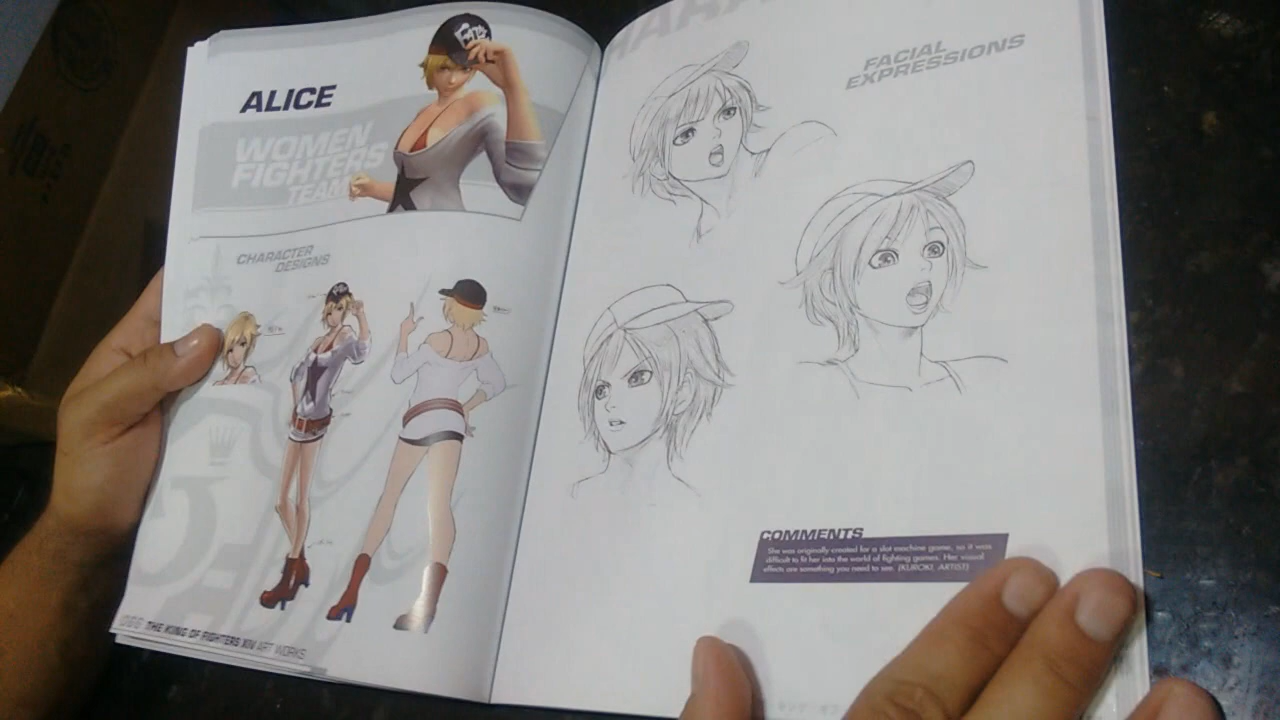 ALICE
WOMEN
FIGHTERS
TEAM
CHARACTER
DESIGNS
THE KING OF FIGHTERS XIV ART WORKS
FACIAL
EXPRESSIONS
COMMENTS
She was originally created for a slot machine game, so it was
difficult to fit her into the world of fighting games. Her visual
effects are something you need to see. (KUROKI, ARTIST)